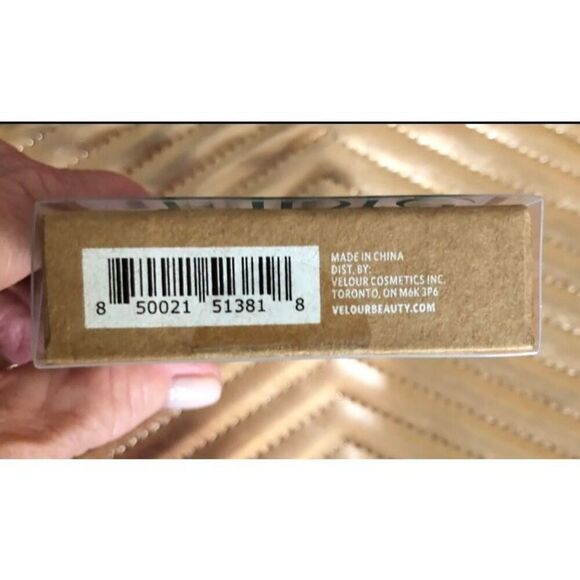 8 50021 51381 8
MADE IN CHINA
DIST. BY:
VELOUR COSMETICS INC.
TORONTO, ON M6K 3P6
VELOURBEAUTY.COM